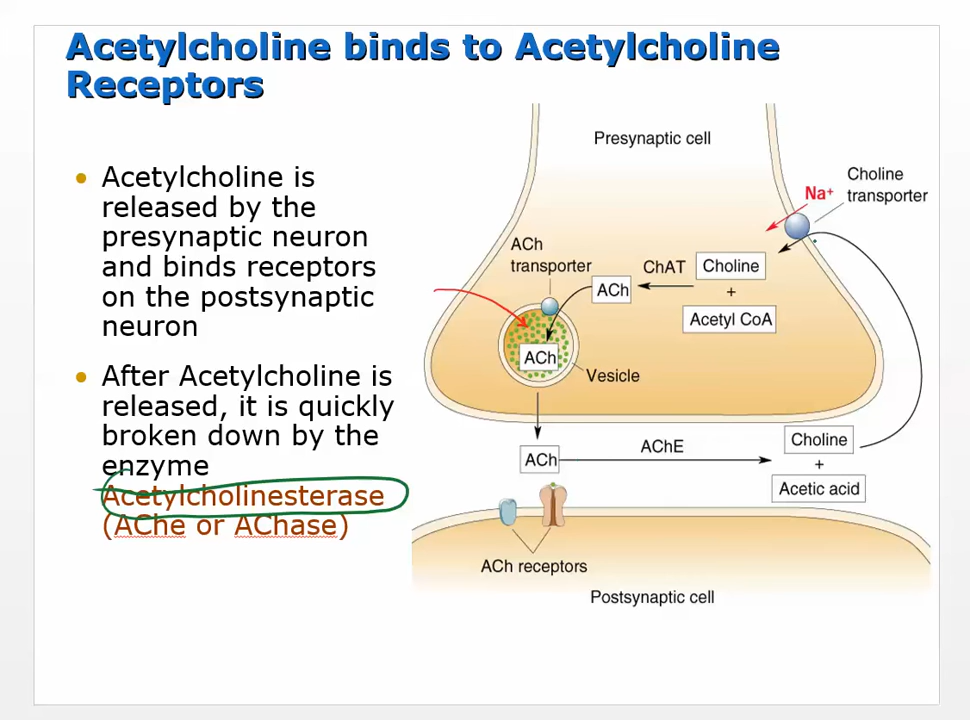 Acetylcholine binds to Acetylcholine
Receptors
Acetylcholine is
released by the
presynaptic neuron
and binds receptors
on the postsynaptic
neuron
After Acetylcholine is
released, it is quickly
broken down by the
enzyme
Acetylcholinesterase
(AChe or AChase)
Presynaptic cell
Choline
transporter
Na⁺
ACh
transporter
ChAT
Choline
ACh
+
Acetyl CoA
ACh
Vesicle
AChE
Choline
ACh
+
Acetic acid
ACh receptors
Postsynaptic cell